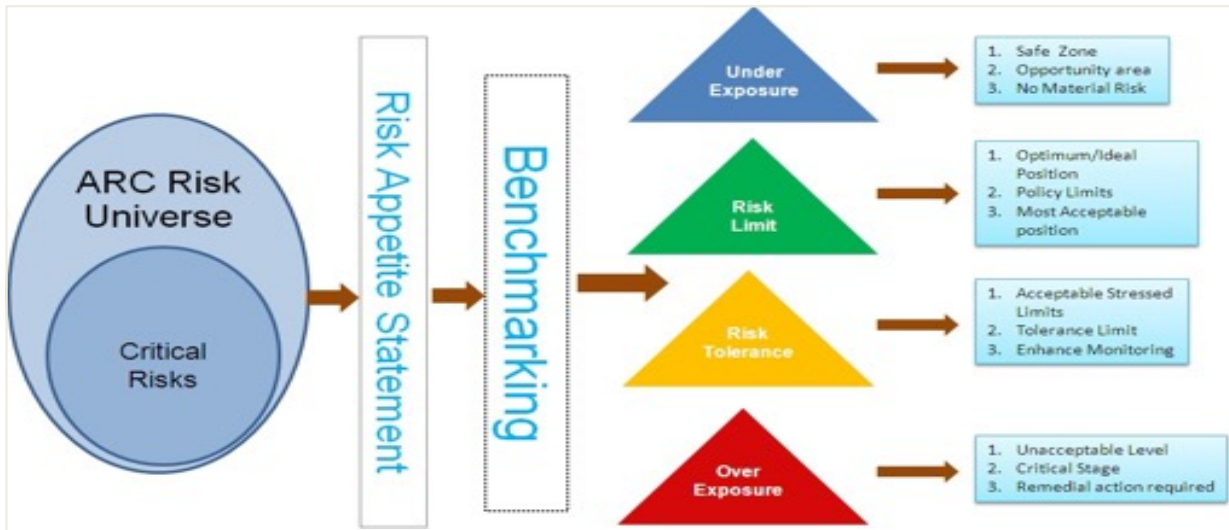 ARC Risk
Universe
Critical
Risks
Risk Appetite Statement
Benchmarking
Under
Exposure
1. Safe Zone
2. Opportunity area
3. No Material Risk
Risk
Limit
1. Optimum/Ideal
Position
2. Policy Limits
3. Most Acceptable
position
Risk
Tolerance
1. Acceptable Stressed
Limits
2. Tolerance Limit
3. Enhance Monitoring
Over
Exposure
1. Unacceptable Level
2. Critical Stage
3. Remedial action required